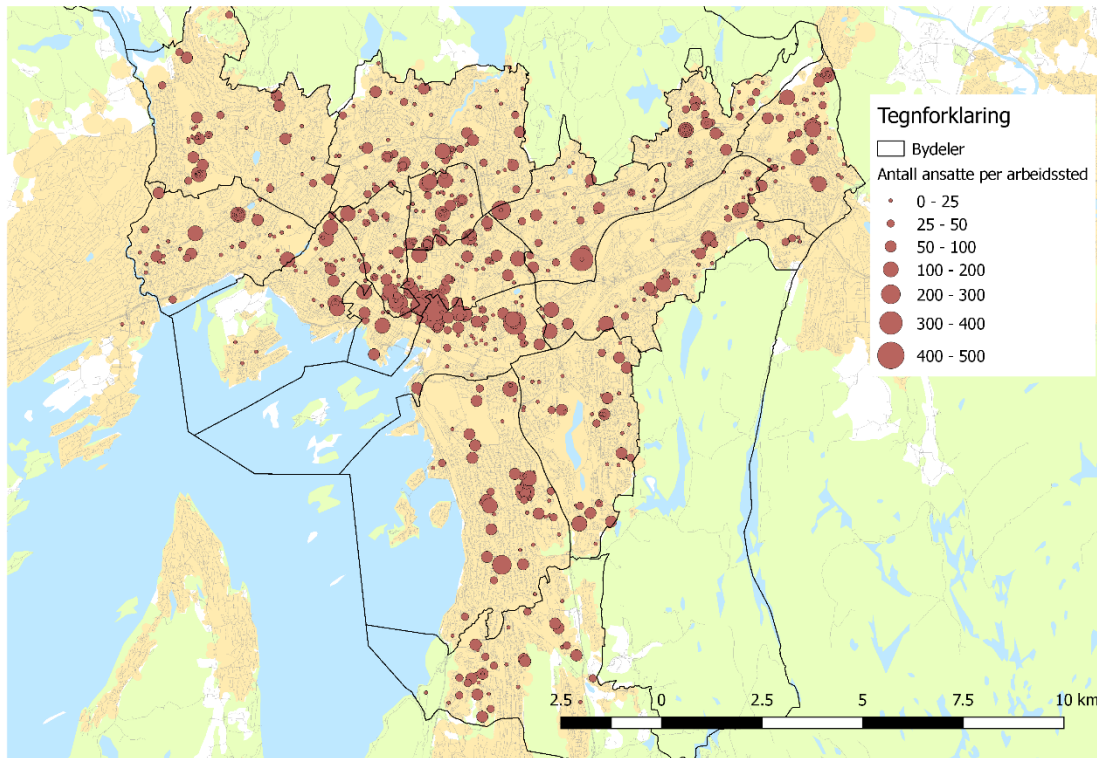 Tegnforklaring
Bydeler
Antall ansatte per arbeidssted
0 - 25
25 - 50
50 - 100
100 - 200
200 - 300
300 - 400
400 - 500
2.5 0 2.5 5 7.5 10 km